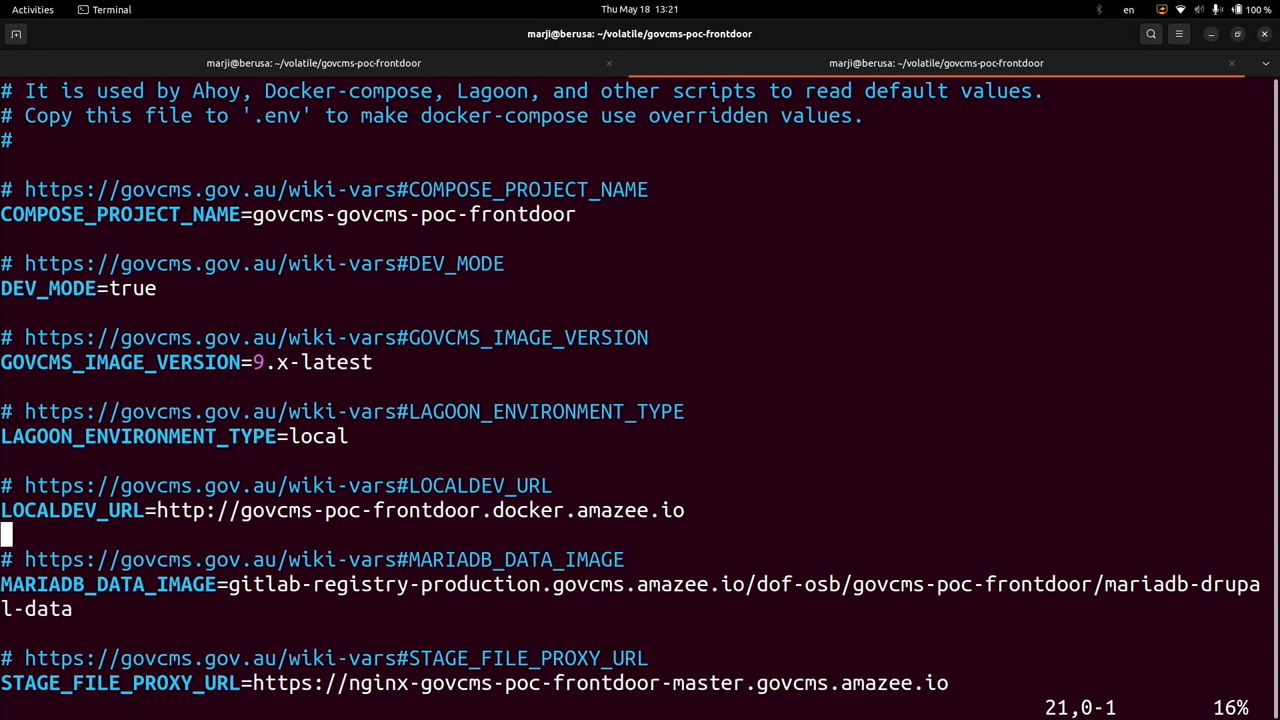 Activities
Terminal
Thu May 18 13:21
en
100 %
marji@berusa: ~/volatile/govcms-poc-frontdoor
marji@berusa: ~/volatile/govcms-poc-frontdoor
marji@berusa: ~/volatile/govcms-poc-frontdoor
# It is used by Ahoy, Docker-compose, Lagoon, and other scripts to read default values.
# Copy this file to '.env' to make docker-compose use overridden values.
#
# https://govcms.gov.au/wiki-vars#COMPOSE_PROJECT_NAME
COMPOSE_PROJECT_NAME=govcms-govcms-poc-frontdoor
# https://govcms.gov.au/wiki-vars#DEV_MODE
DEV_MODE=true
# https://govcms.gov.au/wiki-vars#GOVCMS_IMAGE_VERSION
GOVCMS_IMAGE_VERSION=9.x-latest
# https://govcms.gov.au/wiki-vars#LAGOON_ENVIRONMENT_TYPE
LAGOON_ENVIRONMENT_TYPE=local
# https://govcms.gov.au/wiki-vars#LOCALDEV_URL
LOCALDEV_URL=http://govcms-poc-frontdoor.docker.amazee.io
# https://govcms.gov.au/wiki-vars#MARIADB_DATA_IMAGE
MARIADB_DATA_IMAGE=gitlab-registry-production.govcms.amazee.io/dof-osb/govcms-poc-frontdoor/mariadb-drupa
l-data
# https://govcms.gov.au/wiki-vars#STAGE_FILE_PROXY_URL
STAGE_FILE_PROXY_URL=https://nginx-govcms-poc-frontdoor-master.govcms.amazee.io
21,0-1
16%